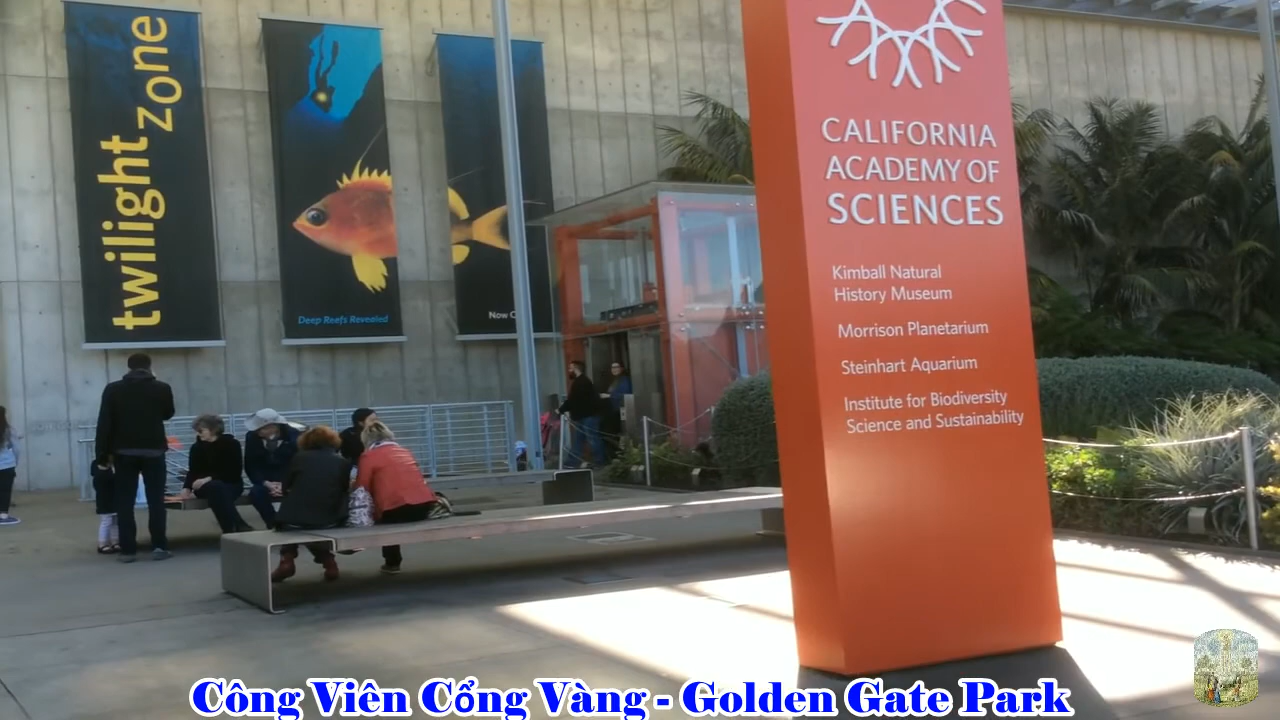 twilight zone
Deep Reefs Revealed
Now
CALIFORNIA
ACADEMY OF
SCIENCES
Kimball Natural
History Museum
Morrison Planetarium
Steinhart Aquarium
Institute for Biodiversity
Science and Sustainability
Công Viên Cổng Vàng - Golden Gate Park